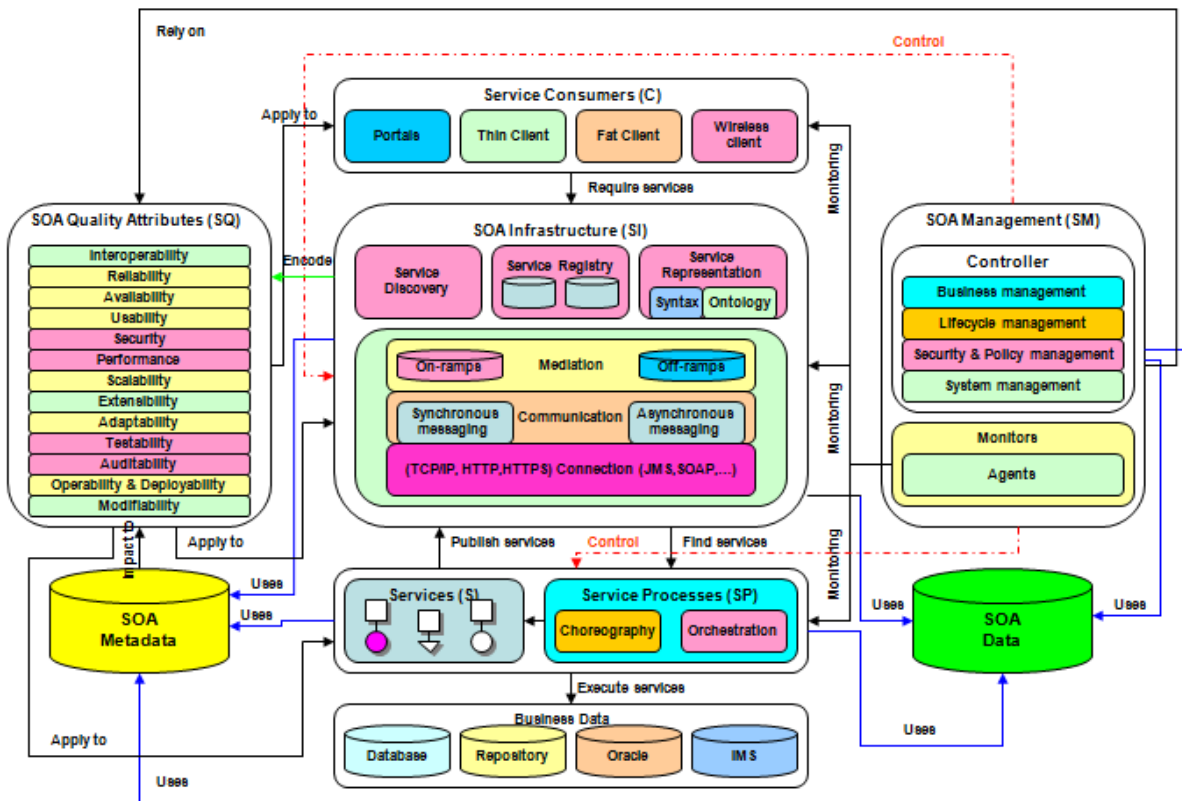 Rely on
Control
Service Consumers (C)
Apply to
Portals
Thin Client
Fat Client
Wireless
client
Monitoring
Require services
SOA Quality Attributes (SQ)
Interoperability
Reliability
Availability
Usability
Security
Performance
Scalability
Extensibility
Adaptability
Testability
Auditability
Operability & Deployability
Modifiability
Encode
SOA Infrastructure (SI)
Service
Discovery
Service Registry
Service
Representation
Syntax
Ontology
On-ramps
Mediation
Off-ramps
Synchronous
messaging
Communication
Asynchronous
messaging
(TCP/IP, HTTP,HTTPS) Connection (JMS,SOAP,...)
Monitoring
SOA Management (SM)
Controller
Business management
Lifecycle management
Security & Policy management
System management
Monitors
Agents
Impact to
Apply to
Publish services
Control
Find services
Monitoring
Uses
Uses
SOA
Metadata
Services (S)
Service Processes (SP)
Choreography
Orchestration
Uses
Uses
SOA
Data
Execute services
Business Data
Database
Repository
Oracle
IMS
Apply to
Uses
Uses